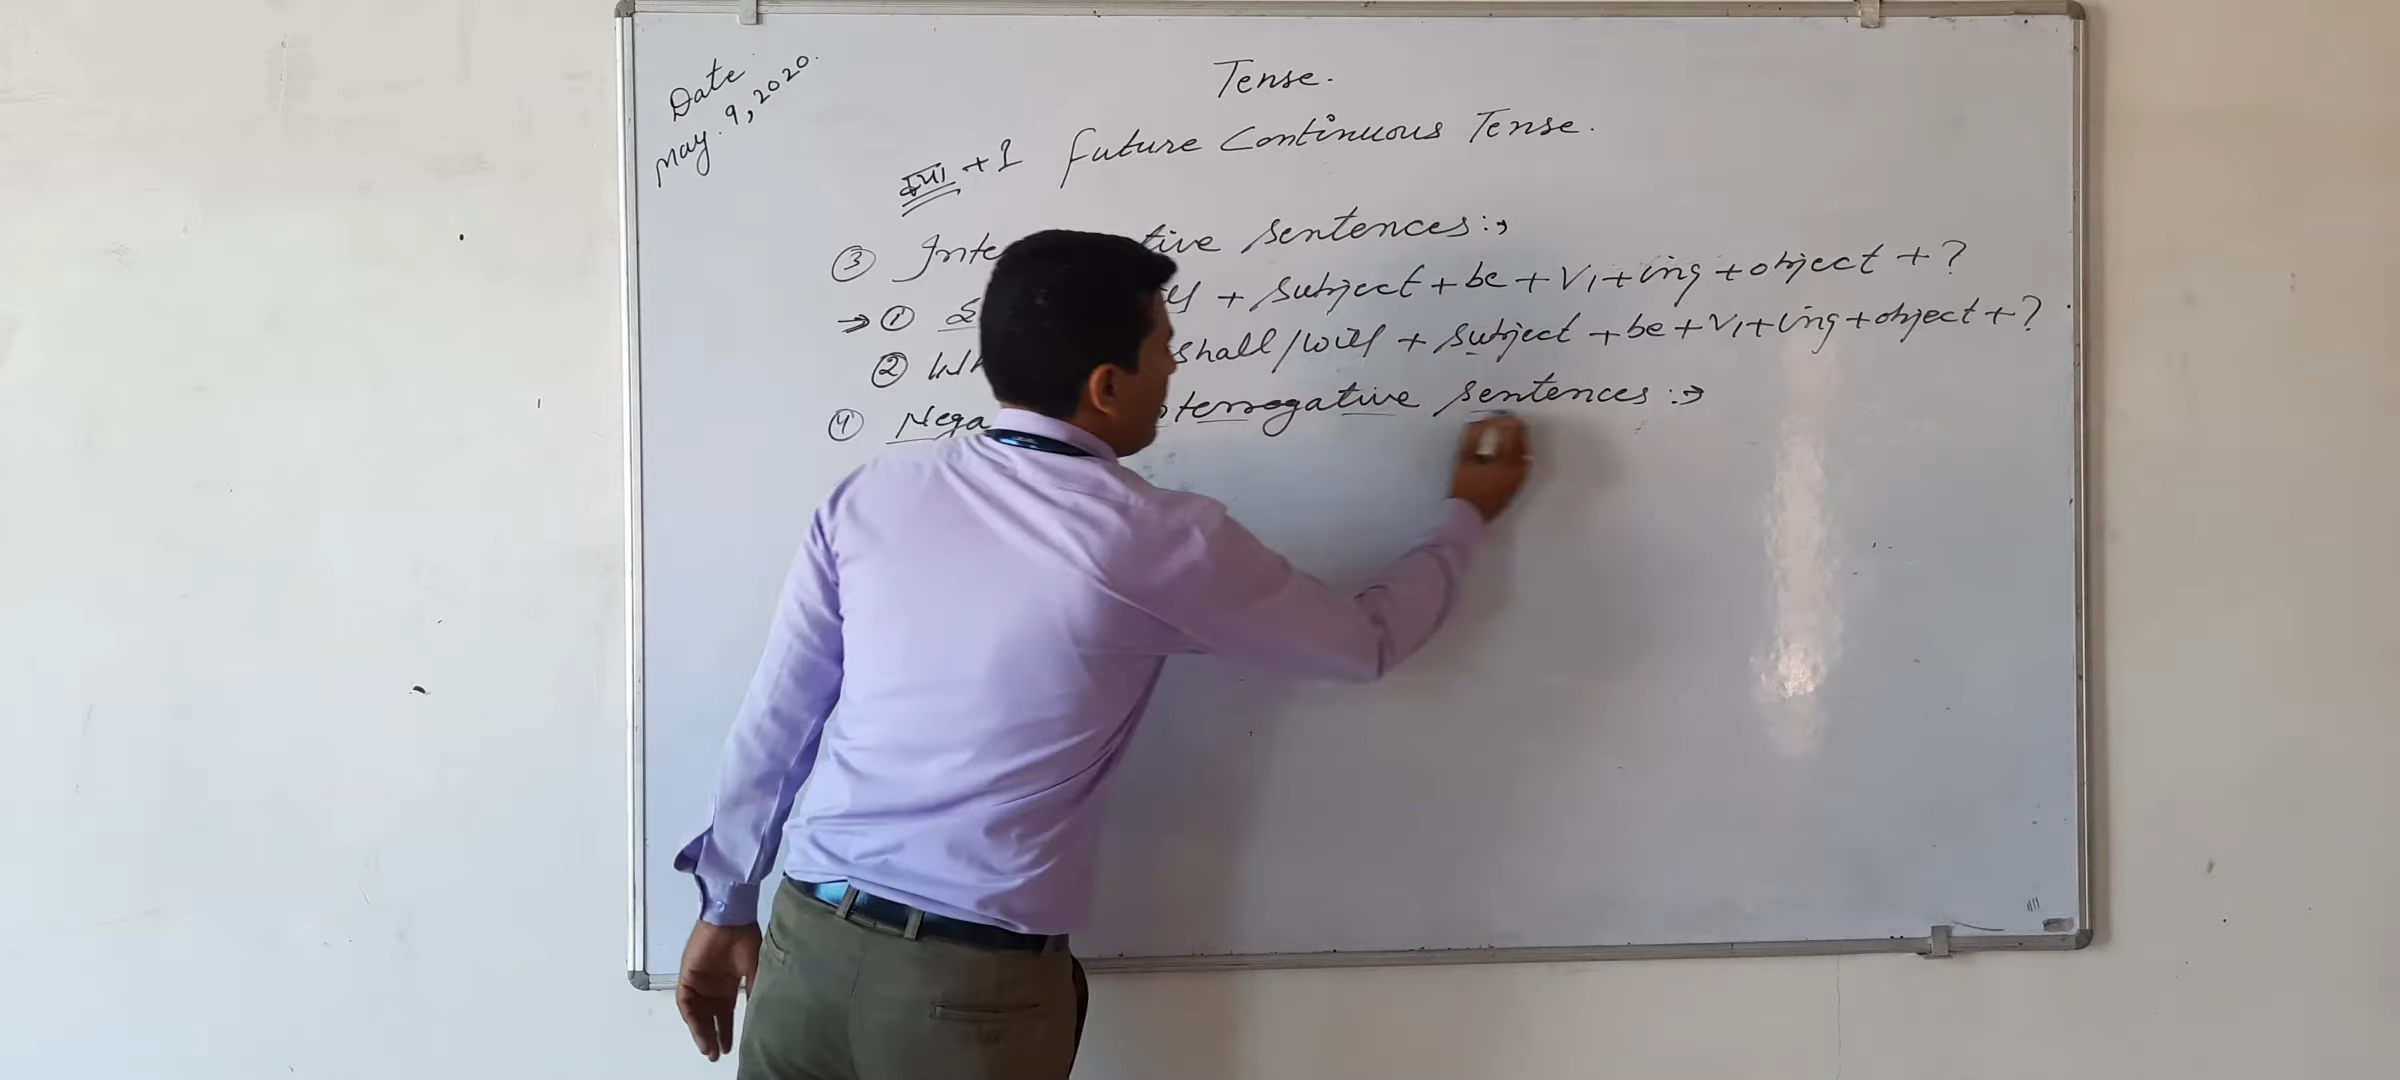 Date
May. 9, 2020.
Tense.
+ 1 Future Continuous Tense.
③ Inte tive sentences :→
→ ① + subject + be + V1 + ing + object + ?
② Wh shall / will + subject + be + V1 + ing + object + ?
④ Nega terrogative sentences :→